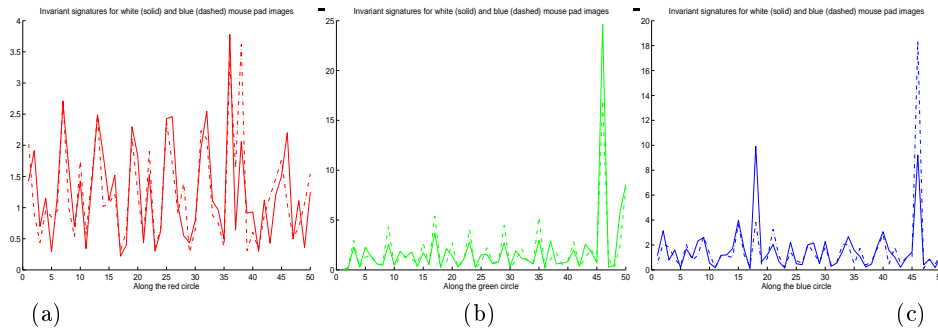 Invariant signatures for white (solid) and blue (dashed) mouse pad images
4
3.5
3
2.5
2
1.5
1
0.5
0
5 10 15 20 25 30 35 40 45 50
Along the red circle
(a)
Invariant signatures for white (solid) and blue (dashed) mouse pad images
25
20
15
10
5
0
5 10 15 20 25 30 35 40 45 50
Along the green circle
(b)
Invariant signatures for white (solid) and blue (dashed) mouse pad images
20
18
16
14
12
10
8
6
4
2
0
5 10 15 20 25 30 35 40 45 50
Along the blue circle
(c)